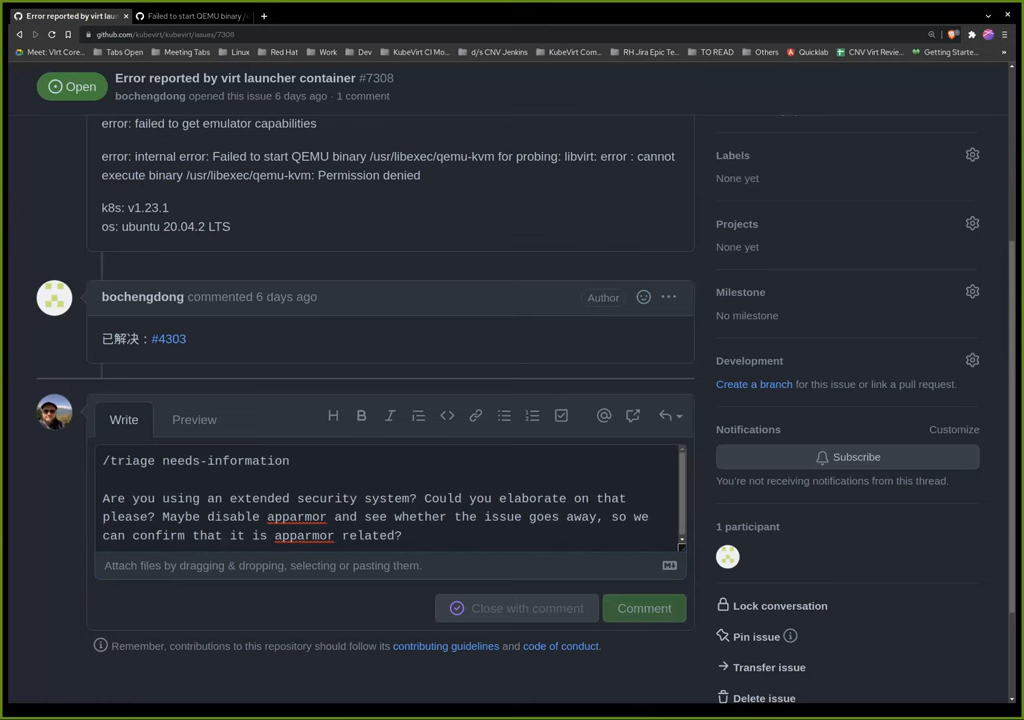 Error reported by virt laun
Failed to start QEMU binary /
github.com/kubevirt/kubevirt/issues/7308
Meet: VIrt Core...
Tabs Open
Meeting Tabs
Linux
Red Hat
Work
Dev
KubeVirt CI Mo...
d/s CNV Jenkins
KubeVirt Com...
RH Jira Epic Te...
TO READ
Others
Quicklab
CNV Virt Revie...
Getting Starte...
»
Open
Error reported by virt launcher container #7308
bochengdong opened this issue 6 days ago · 1 comment
error: failed to get emulator capabilities
error: internal error: Failed to start QEMU binary /usr/libexec/qemu-kvm for probing: libvirt: error : cannot
execute binary /usr/libexec/qemu-kvm: Permission denied
k8s: v1.23.1
os: ubuntu 20.04.2 LTS
bochengdong commented 6 days ago
Author
已解决：#4303
Write
Preview
/triage needs-information
Are you using an extended security system? Could you elaborate on that
please? Maybe disable apparmor and see whether the issue goes away, so we
can confirm that it is apparmor related?
Attach files by dragging & dropping, selecting or pasting them.
Close with comment
Comment
Remember, contributions to this repository should follow its contributing guidelines and code of conduct.
Labels
None yet
Projects
None yet
Milestone
No milestone
Development
Create a branch for this issue or link a pull request.
Notifications
Customize
Subscribe
You're not receiving notifications from this thread.
1 participant
Lock conversation
Pin issue
Transfer issue
Delete issue